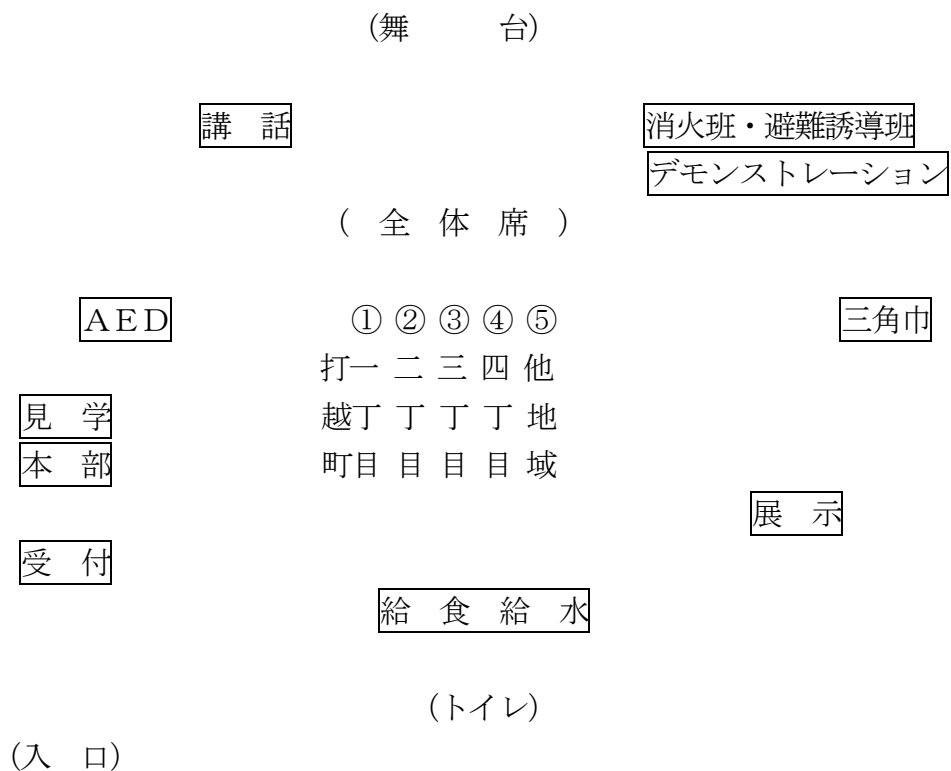 (舞　　台)
講　話
消火班・避難誘導班
デモンストレーション
(　全　体　席　)
ＡＥＤ
① ② ③ ④ ⑤
三角巾
打一 二 三 四 他
見　学
越丁 丁 丁 丁 地
本　部
町目 目 目 目 域
展　示
受　付
給　食　給　水
(トイレ)
(入　口)